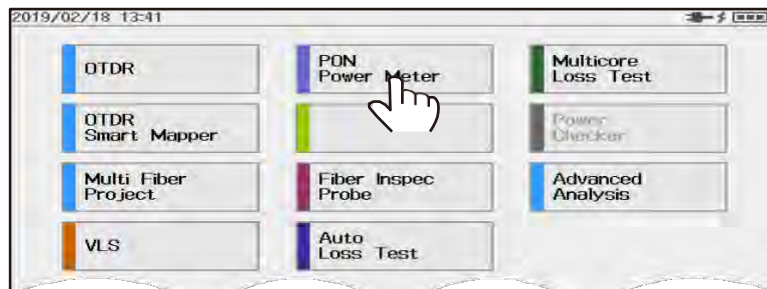 2019/02/18 13:41
OTDR
PON
Power Meter
Multicore
Loss Test
OTDR
Smart Mapper
Power
Checker
Multi Fiber
Project
Fiber Inspec
Probe
Advanced
Analysis
VLS
Auto
Loss Test